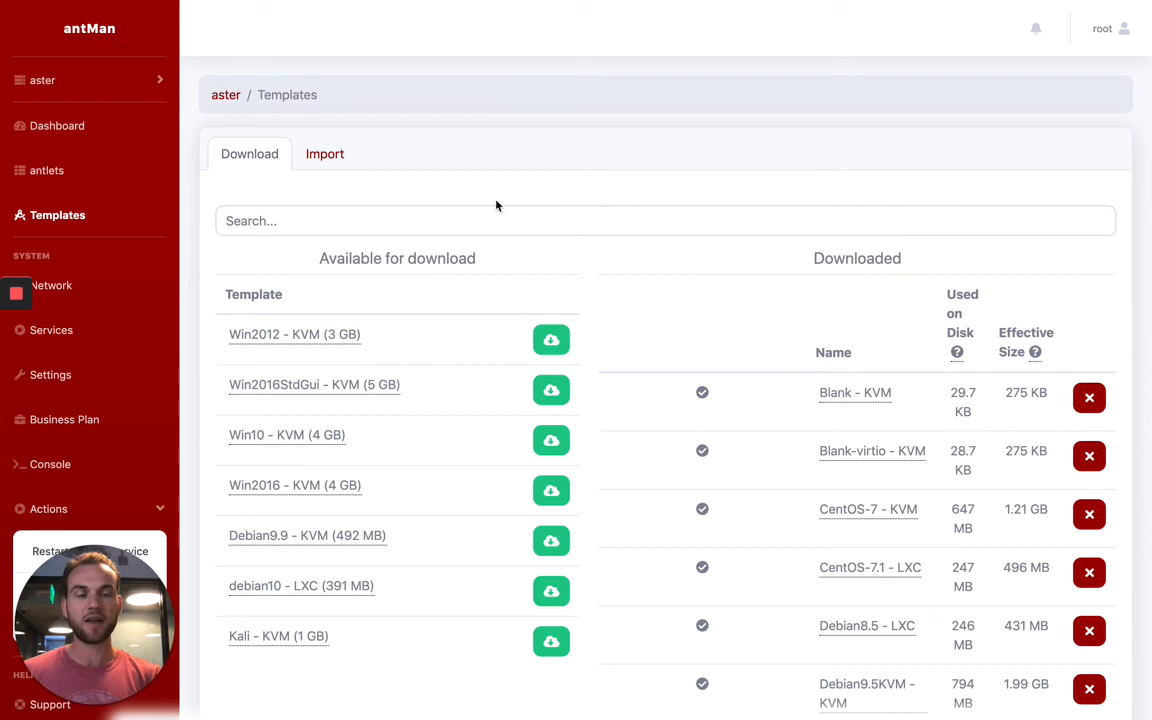 antMan
root
aster
aster / Templates
Dashboard
Download
Import
antlets
Templates
Search...
SYSTEM
Available for download
Downloaded
Network
Template
Used on Disk
Effective Size
Name
Services
Win2012 - KVM (3 GB)
Settings
Win2016StdGui - KVM (5 GB)
Blank - KVM
29.7 KB
275 KB
Business Plan
Win10 - KVM (4 GB)
Blank-virtio - KVM
28.7 KB
275 KB
Console
Win2016 - KVM (4 GB)
Actions
CentOS-7 - KVM
647 MB
1.21 GB
Debian9.9 - KVM (492 MB)
CentOS-7.1 - LXC
247 MB
496 MB
debian10 - LXC (391 MB)
Debian8.5 - LXC
246 MB
431 MB
Kali - KVM (1 GB)
Debian9.5KVM - KVM
794 MB
1.99 GB
Support